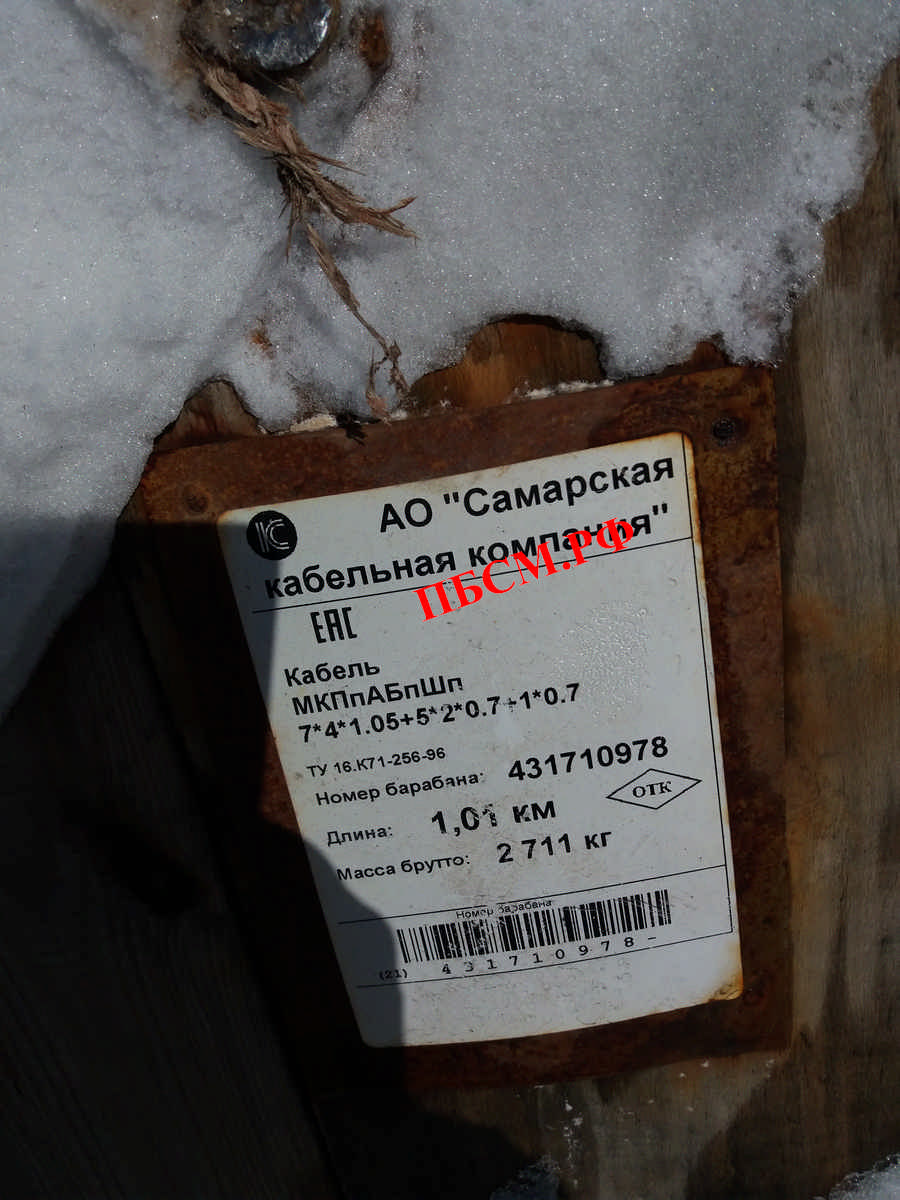 КС
АО "Самарская
кабельная компания"
ПБСМ.РФ
ЕАС
Кабель
МКПпАБпШп
7*4*1.05+5*2*0.7+1*0.7
ТУ 16.К71-256-96
Номер барабана: 431710978
ОТК
Длина: 1,01 км
Масса брутто: 2 711 кг
Номер барабана
(21) 431710978-